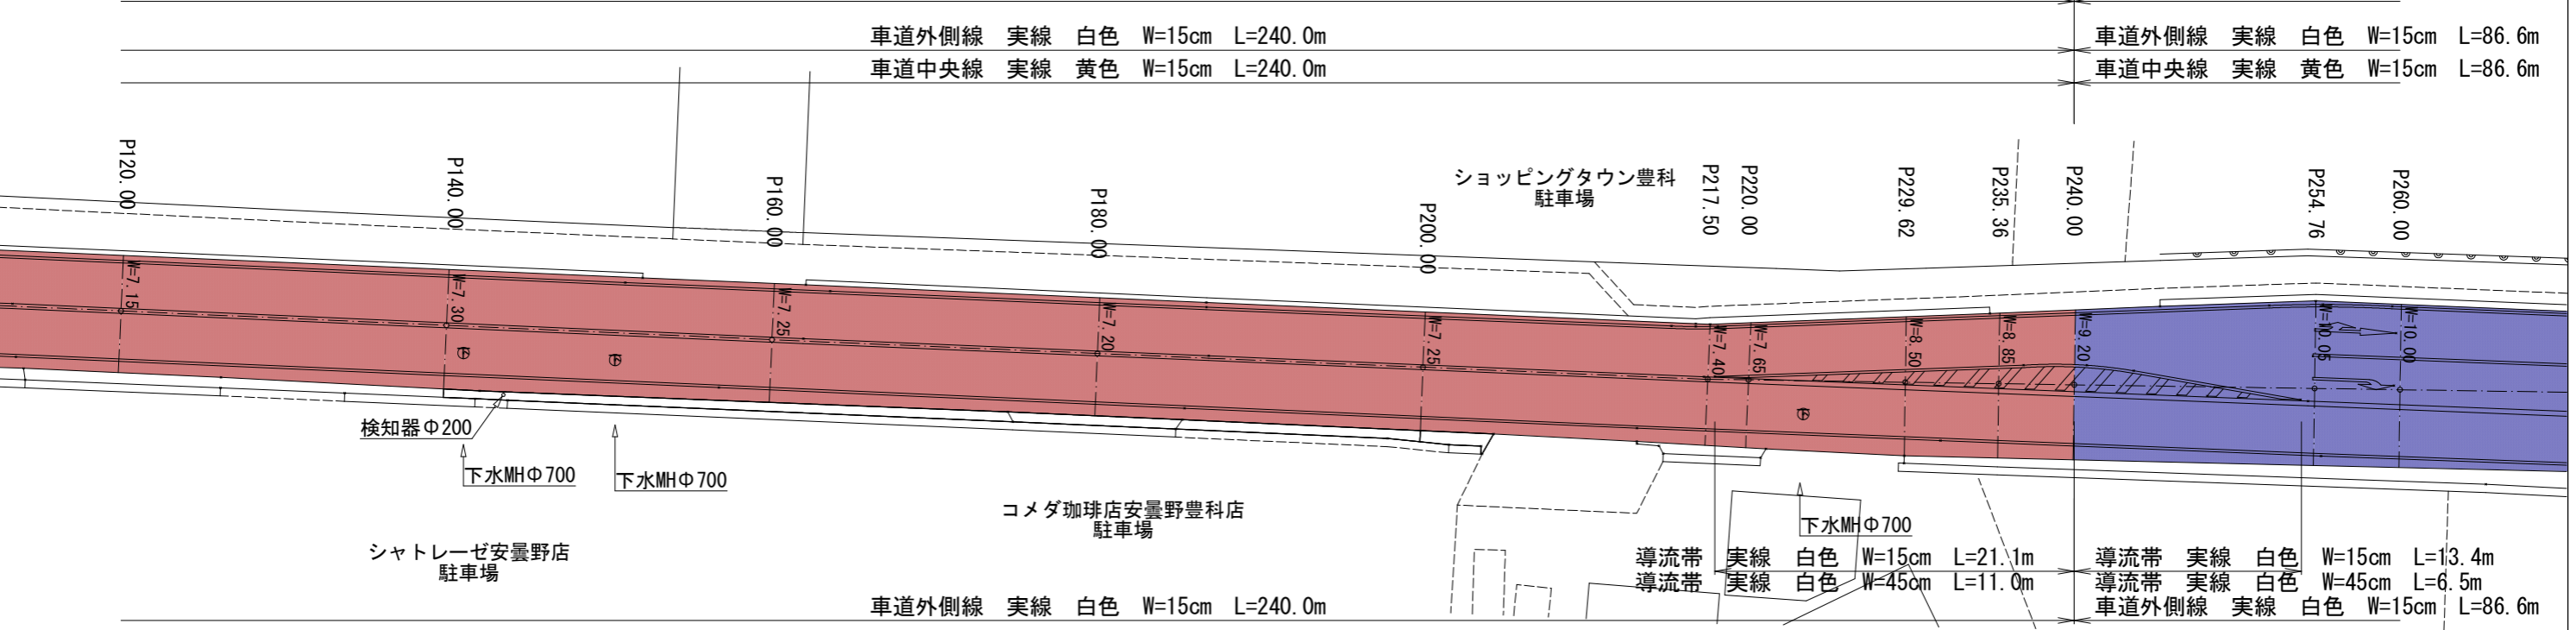 車道外側線　実線　白色　W=15cm　L=240.0m
車道外側線　実線　白色　W=15cm　L=86.6m
車道中央線　実線　黄色　W=15cm　L=240.0m
車道中央線　実線　黄色　W=15cm　L=86.6m
P120.00
P140.00
P160.00
P180.00
P200.00
ショッピングタウン豊科
駐車場
P217.50
P220.00
P229.62
P235.36
P240.00
P254.76
P260.00
W=7.15
W=7.30
W=7.25
W=7.20
W=7.25
W=7.40
W=7.65
W=8.50
W=8.85
W=9.20
W=10.05
W=10.00
下
下
下
検知器Φ200
下水MHΦ700
下水MHΦ700
コメダ珈琲店安曇野豊科店
駐車場
下水MHΦ700
シャトレーゼ安曇野店
駐車場
導流帯　実線　白色　W=15cm　L=21.1m
導流帯　実線　白色　W=15cm　L=13.4m
導流帯　実線　白色　W=45cm　L=11.0m
導流帯　実線　白色　W=45cm　L=6.5m
車道外側線　実線　白色　W=15cm　L=240.0m
車道外側線　実線　白色　W=15cm　L=86.6m